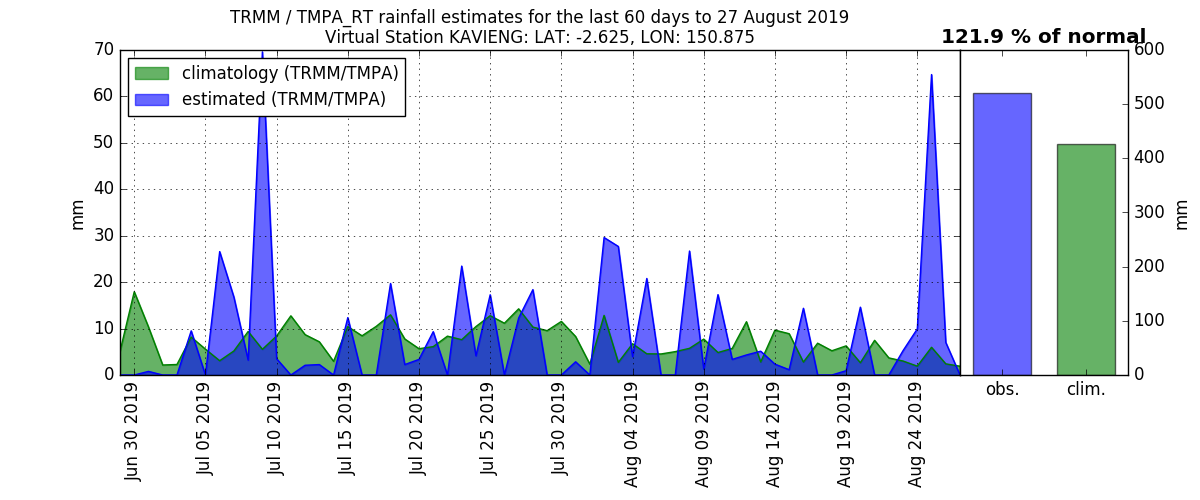 TRMM / TMPA_RT rainfall estimates for the last 60 days to 27 August 2019
Virtual Station KAVIENG: LAT: -2.625, LON: 150.875
121.9 % of normal
climatology (TRMM/TMPA)
estimated (TRMM/TMPA)
70
60
50
40
30
20
10
0
mm
Jun 30 2019
Jul 05 2019
Jul 10 2019
Jul 15 2019
Jul 20 2019
Jul 25 2019
Jul 30 2019
Aug 04 2019
Aug 09 2019
Aug 14 2019
Aug 19 2019
Aug 24 2019
obs.
clim.
600
500
400
300
200
100
0
mm